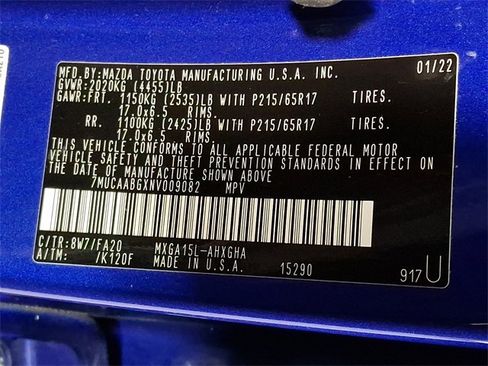 MFD.BY:MAZDA TOYOTA MANUFACTURING U.S.A. INC. 01/22
GVWR:2020KG (4455)LB
GAWR:FRT. 1150KG (2535)LB WITH P215/65R17 TIRES.
17.0x6.5 RIMS.
RR. 1100KG (2425)LB WITH P215/65R17 TIRES.
17.0x6.5 RIMS.
THIS VEHICLE CONFORMS TO ALL APPLICABLE FEDERAL MOTOR
VEHICLE SAFETY AND THEFT PREVENTION STANDARDS IN EFFECT ON
THE DATE OF MANUFACTURE SHOWN ABOVE.
7MUCAABGXNV009082 MPV
C/TR:8W7/FA20 MXGA15L-AHXGHA
A/TM: /K120F MADE IN U.S.A. 15290 917U